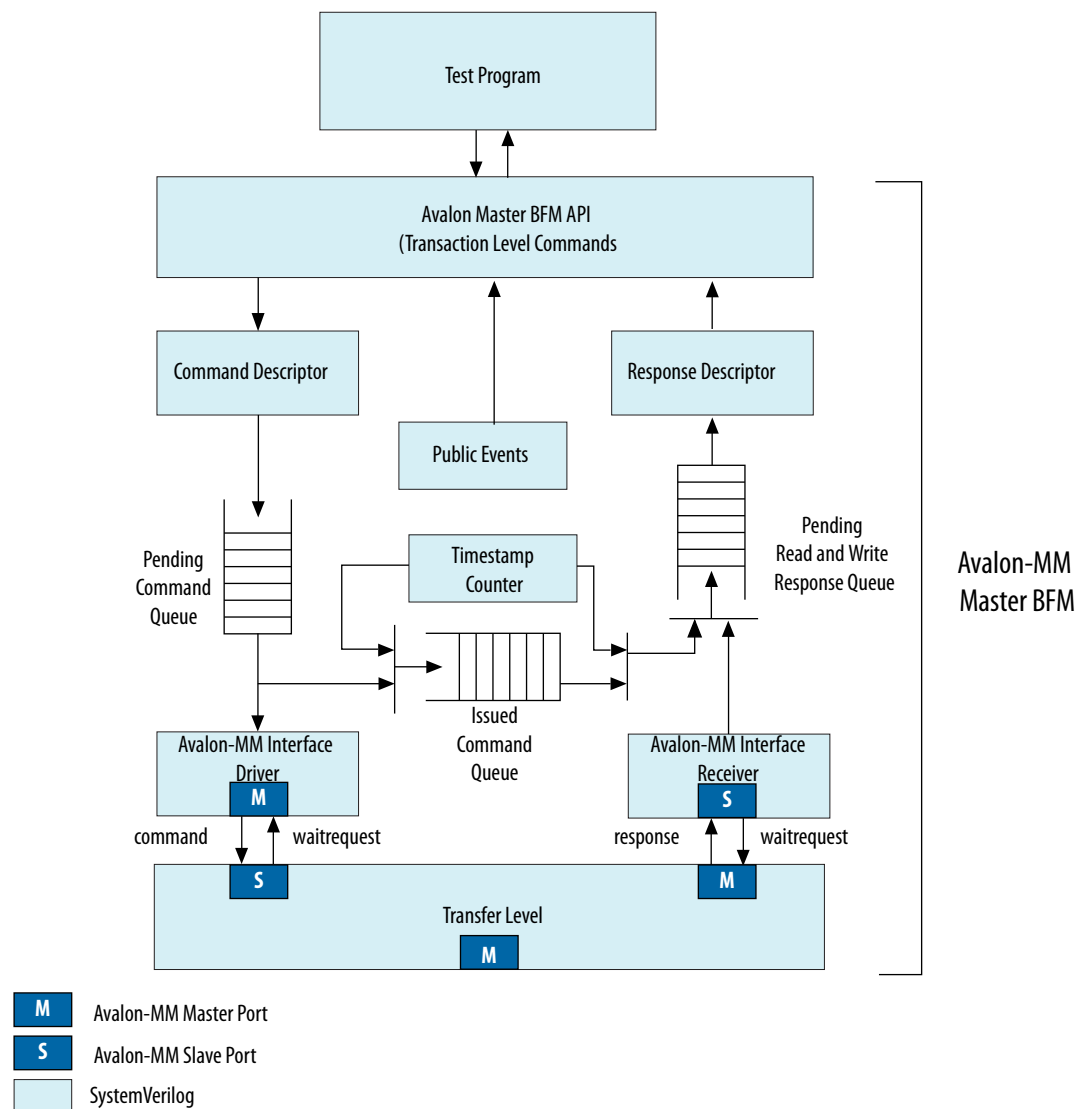 Test Program
Avalon Master BFM API
(Transaction Level Commands
Command Descriptor
Response Descriptor
Public Events
Pending
Command
Queue
Timestamp
Counter
Pending
Read and Write
Response Queue
Avalon-MM
Master BFM
Issued
Command
Queue
Avalon-MM Interface
Driver
M
Avalon-MM Interface
Receiver
S
command
waitrequest
response
waitrequest
S
M
Transfer Level
M
M
Avalon-MM Master Port
S
Avalon-MM Slave Port
SystemVerilog